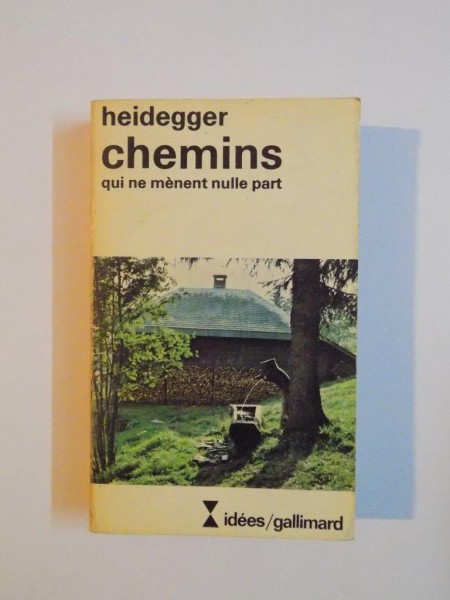 heidegger
chemins
qui ne mènent nulle part
idées/gallimard